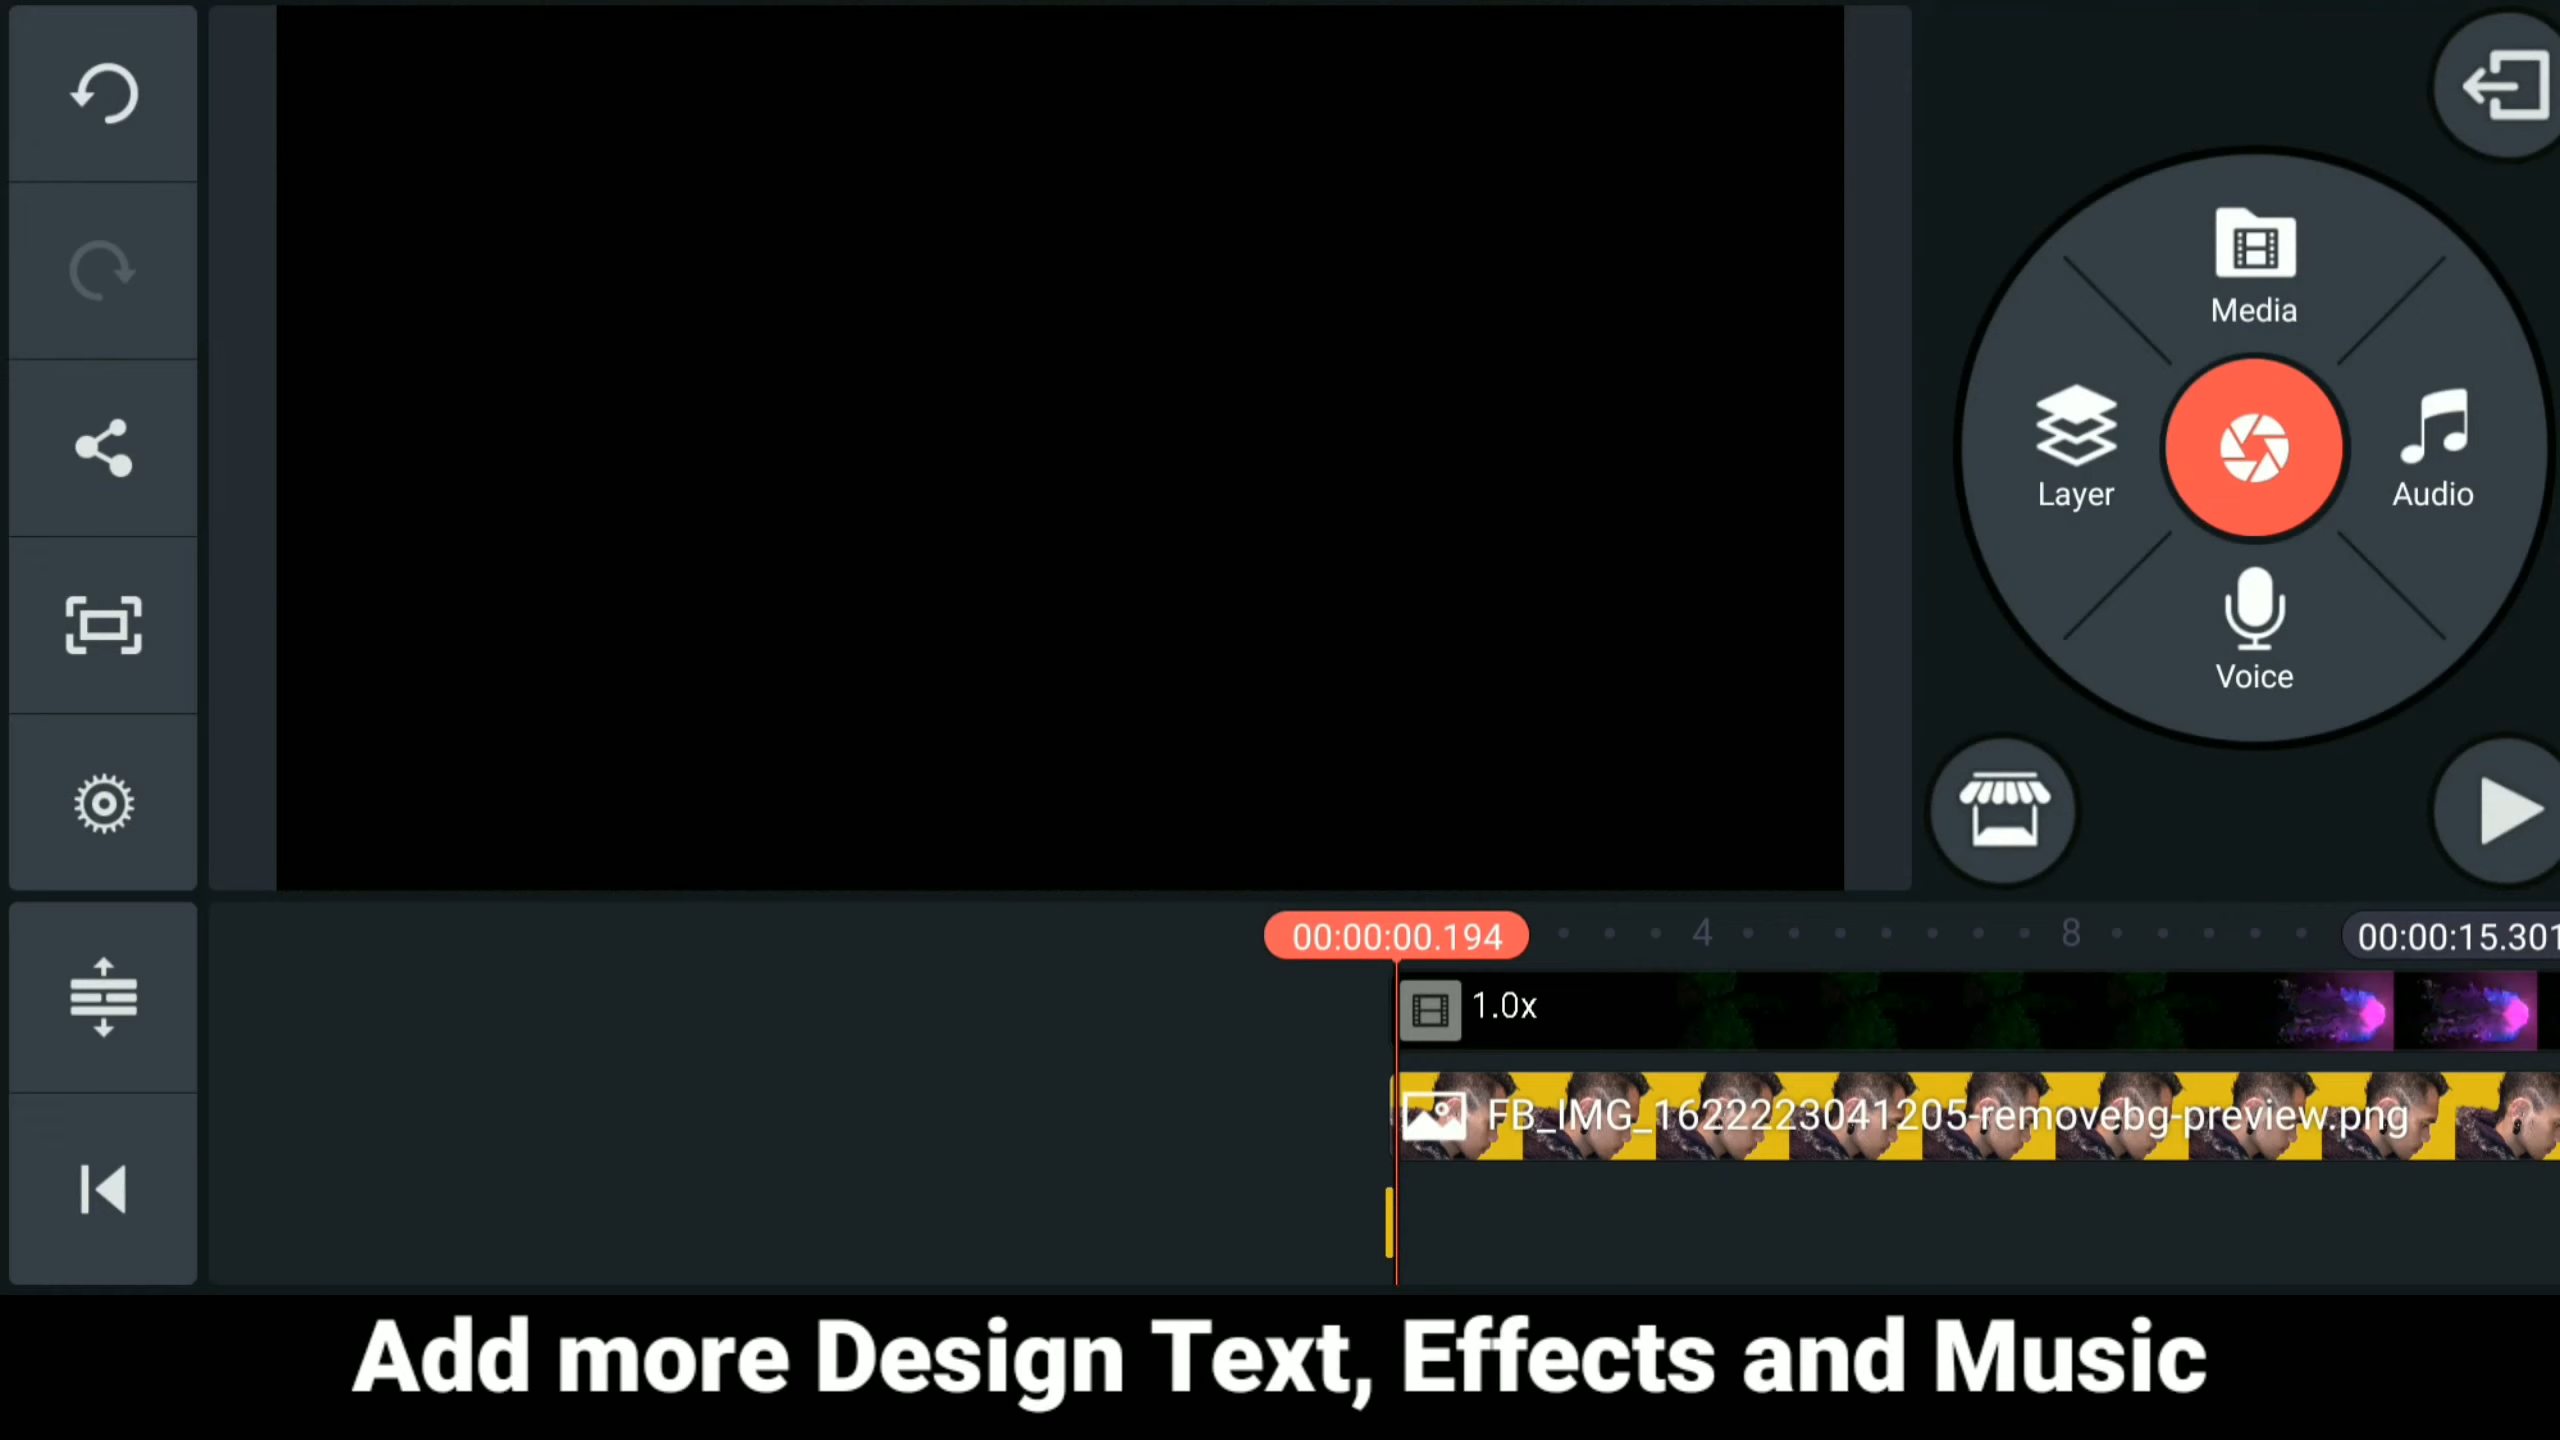 Media
Layer
Audio
Voice
00:00:00.194
4
8
00:00:15.301
1.0x
FB_IMG_1622223041205-removebg-preview.png
Add more Design Text, Effects and Music